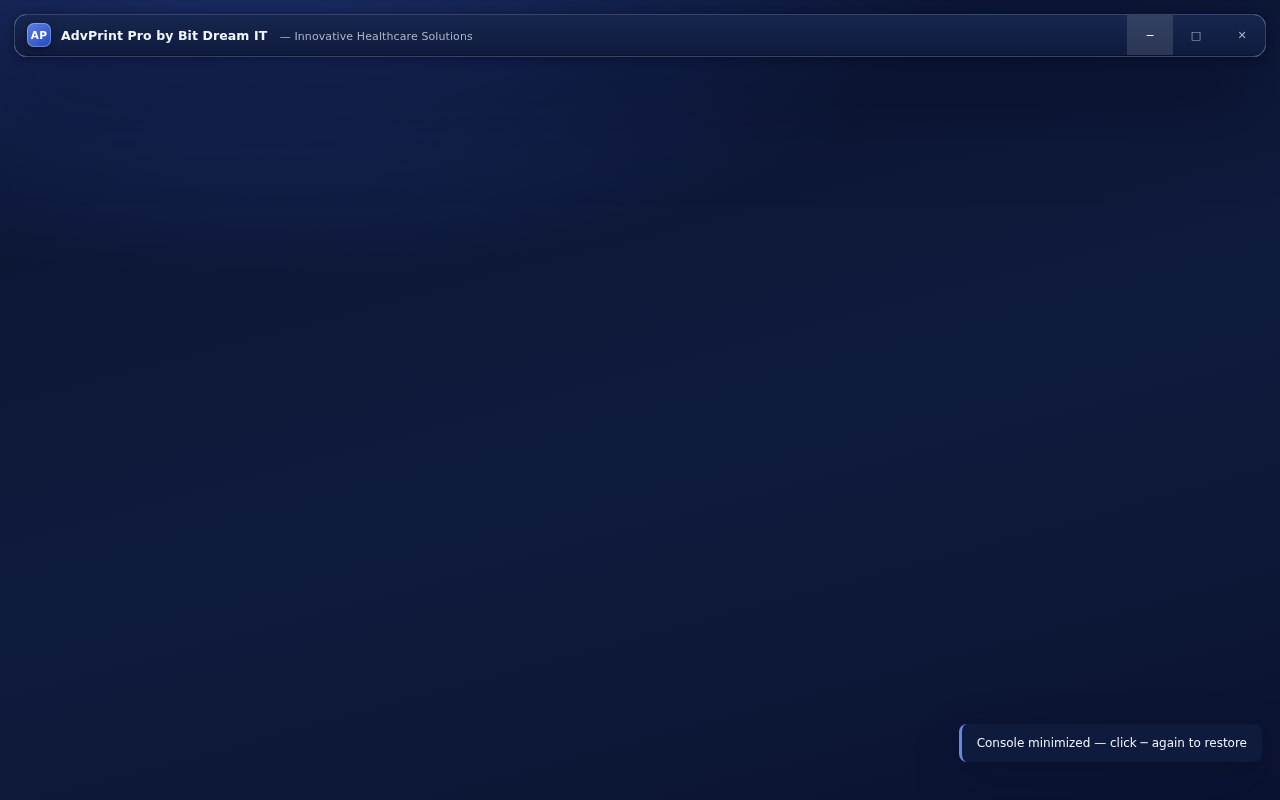 AP AdvPrint Pro by Bit Dream IT — Innovative Healthcare Solutions ─ □ ✕
Console minimized — click ─ again to restore